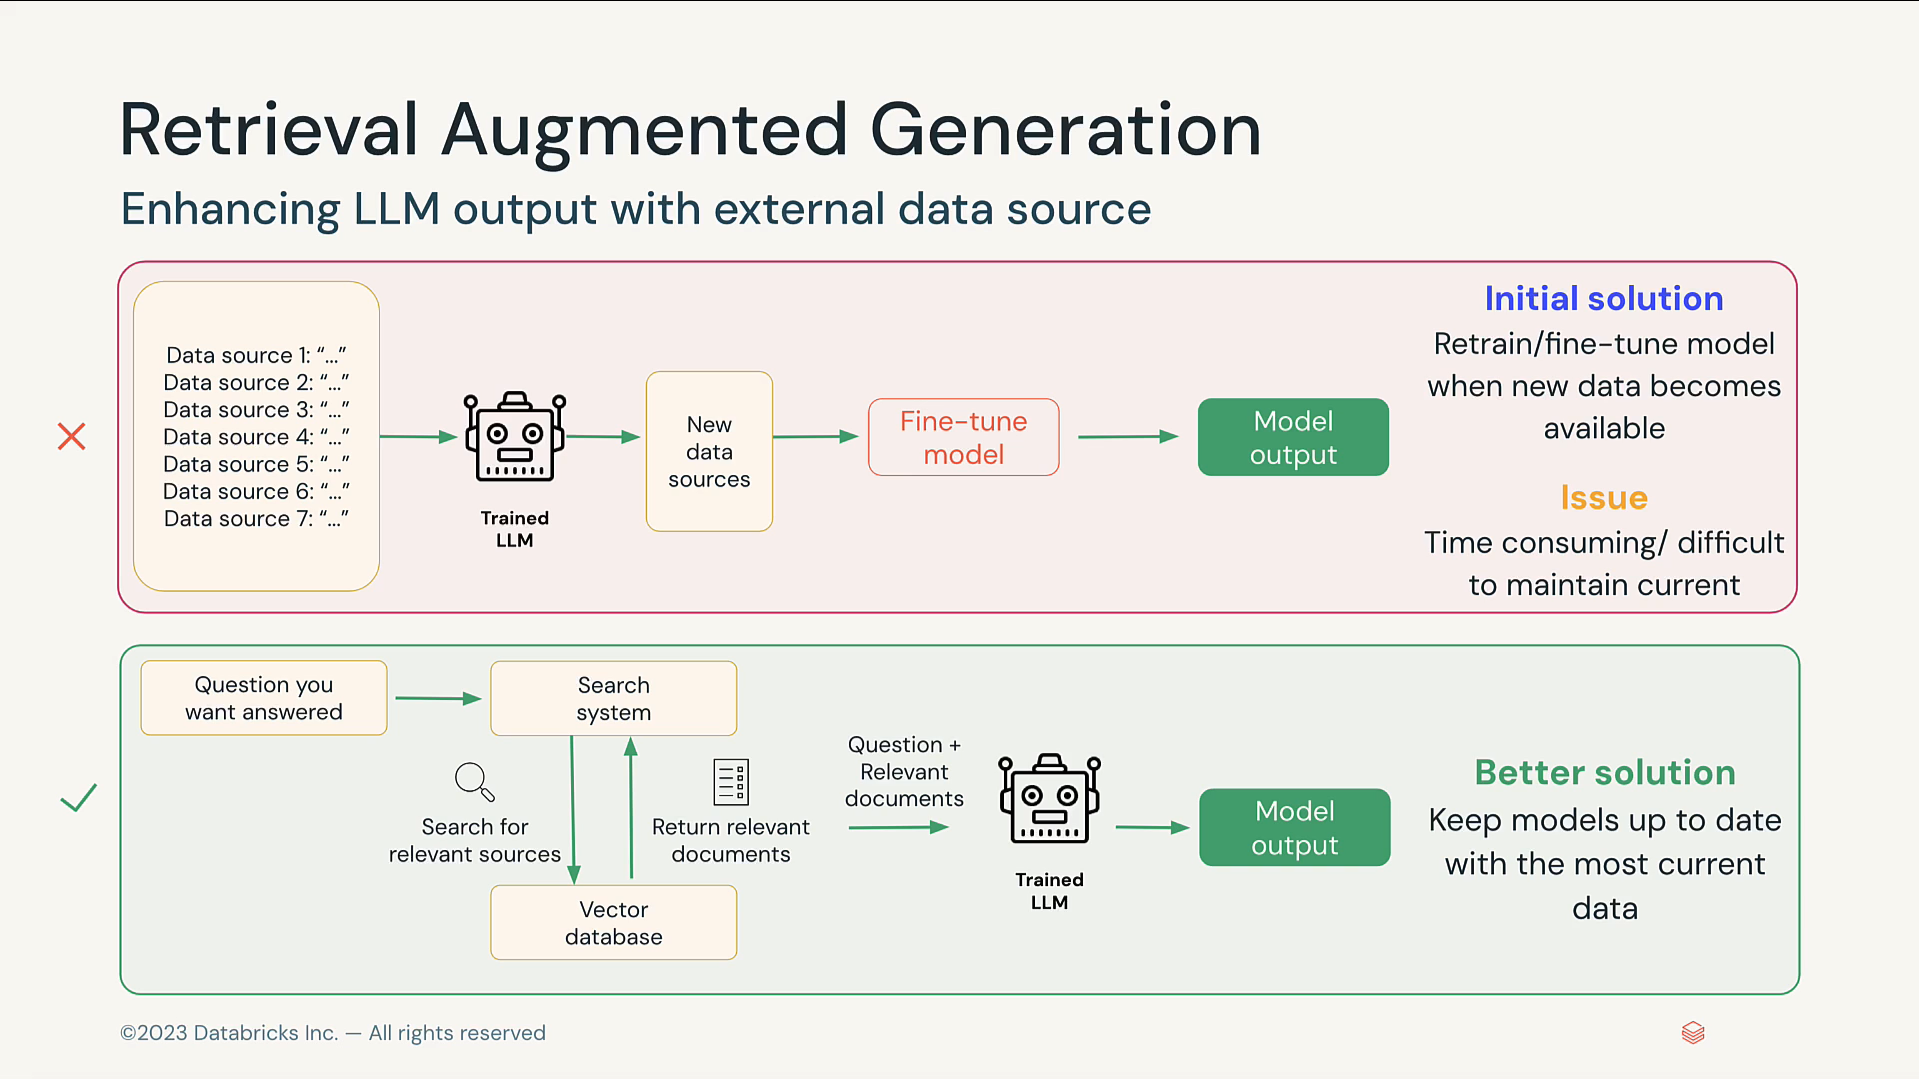 Retrieval Augmented Generation
Enhancing LLM output with external data source
Data source 1: “...”
Data source 2: “...”
Data source 3: “...”
Data source 4: “...”
Data source 5: “...”
Data source 6: “...”
Data source 7: “...”
Trained
LLM
New
data
sources
Fine-tune
model
Model
output
Initial solution
Retrain/fine-tune model
when new data becomes
available
Issue
Time consuming/ difficult
to maintain current
Question you
want answered
Search
system
Search for
relevant sources
Return relevant
documents
Vector
database
Question +
Relevant
documents
Trained
LLM
Model
output
Better solution
Keep models up to date
with the most current
data
©2023 Databricks Inc. — All rights reserved